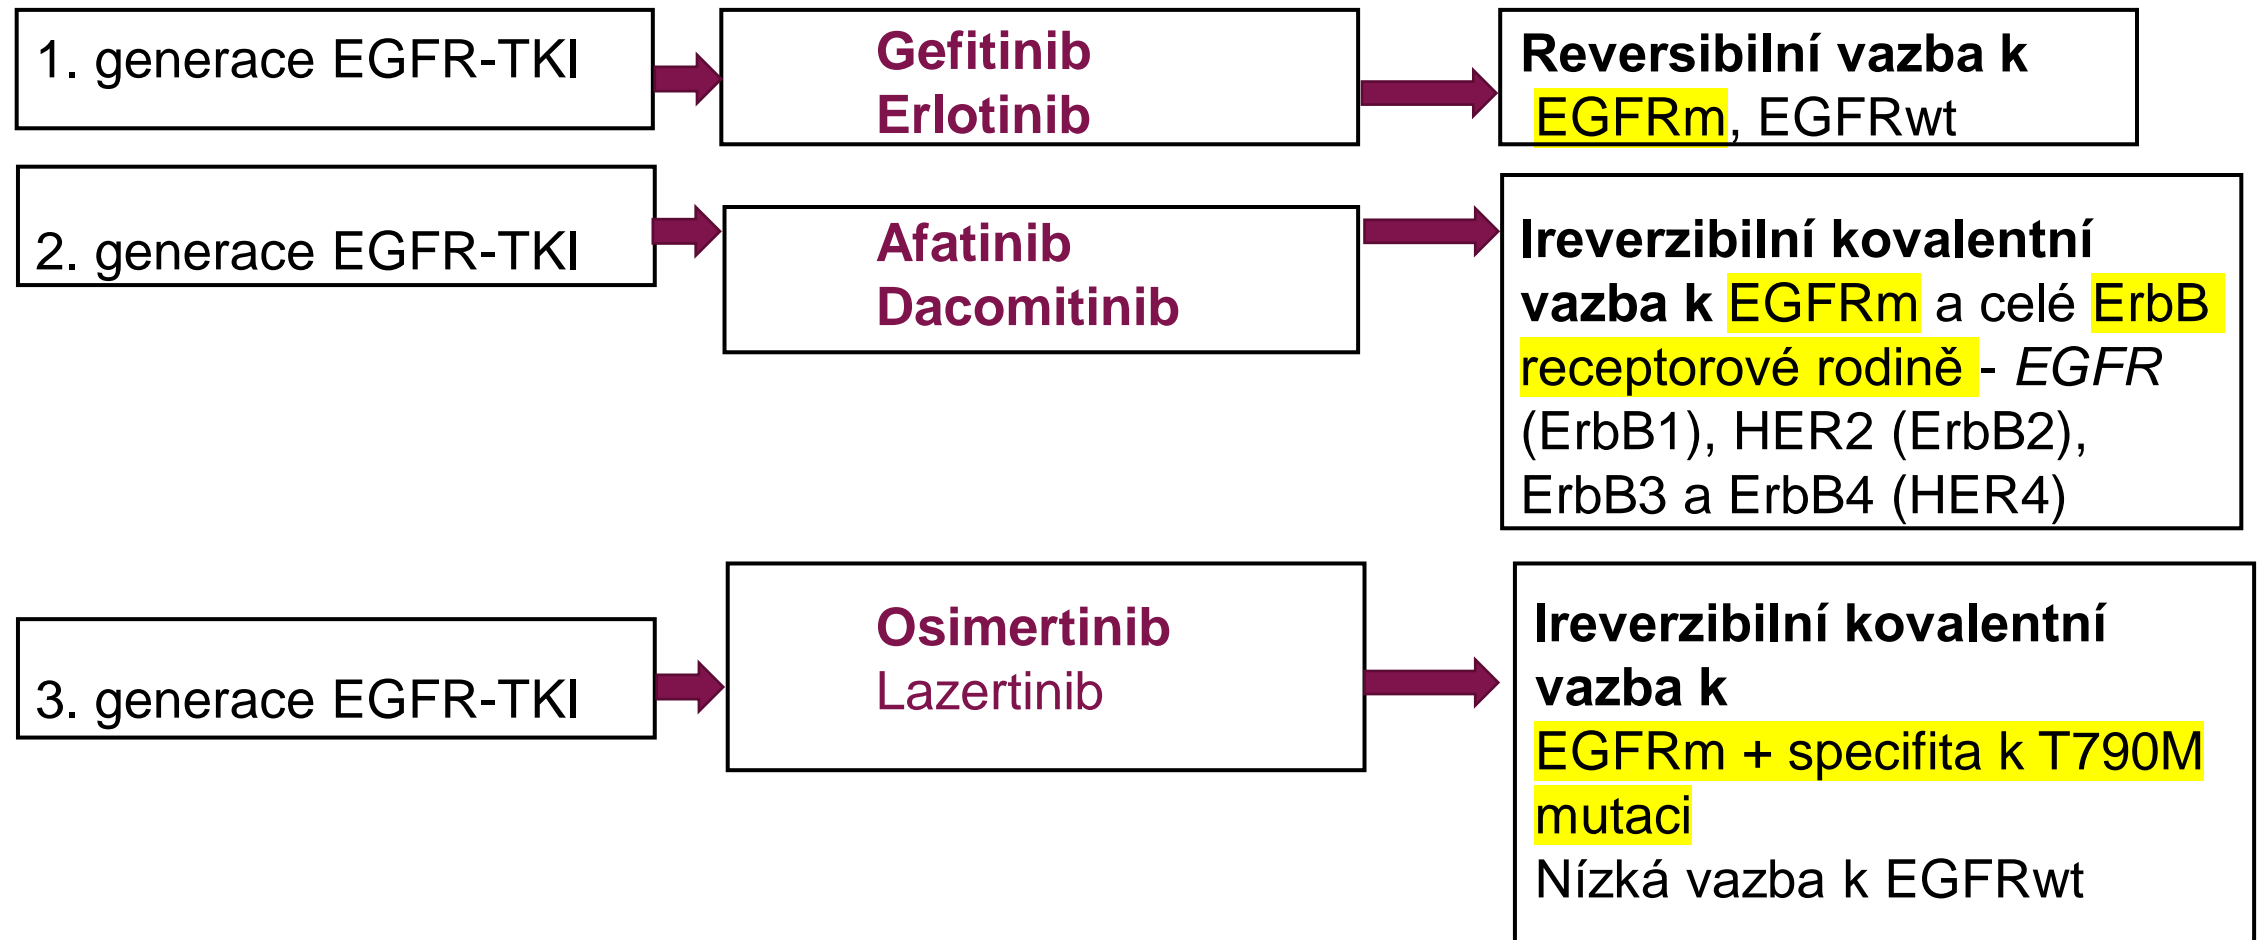 1. generace EGFR-TKI
Gefitinib
Erlotinib
Reversibilní vazba k
EGFRm, EGFRwt
2. generace EGFR-TKI
Afatinib
Dacomitinib
Ireverzibilní kovalentní
vazba k EGFRm a celé ErbB
receptorové rodině - EGFR
(ErbB1), HER2 (ErbB2),
ErbB3 a ErbB4 (HER4)
3. generace EGFR-TKI
Osimertinib
Lazertinib
Ireverzibilní kovalentní
vazba k
EGFRm + specifita k T790M
mutaci
Nízká vazba k EGFRwt